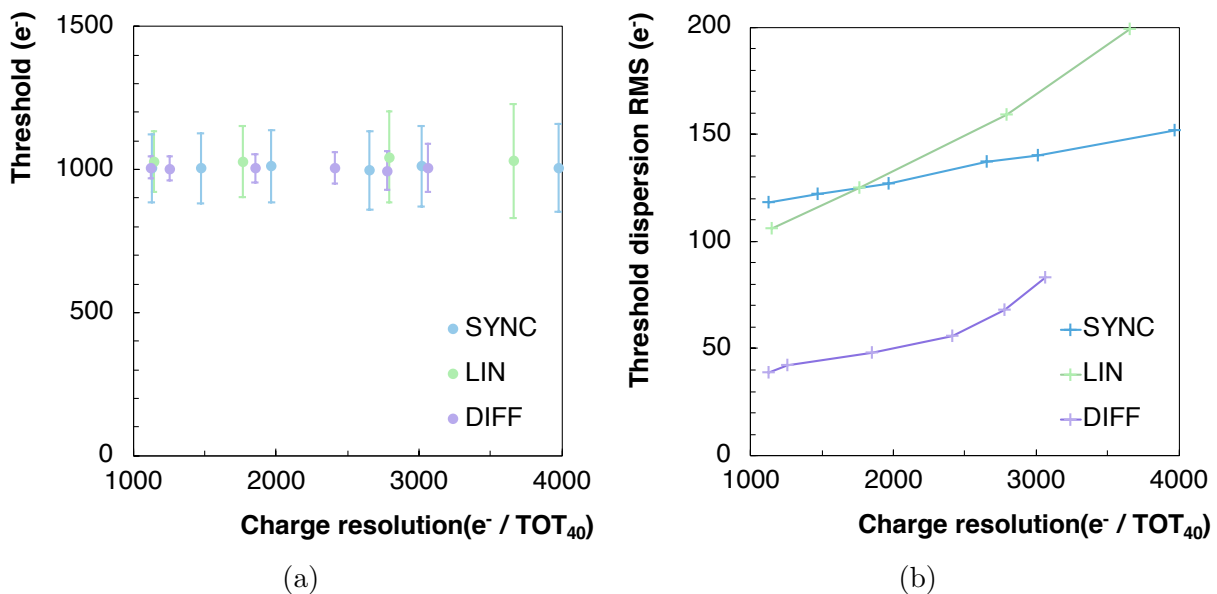 Threshold (e⁻)
1500
1000
500
0
SYNC
LIN
DIFF
1000
2000
3000
4000
Charge resolution(e⁻ / TOT₄₀)
(a)
Threshold dispersion RMS (e⁻)
200
150
100
50
0
SYNC
LIN
DIFF
1000
2000
3000
4000
Charge resolution(e⁻ / TOT₄₀)
(b)